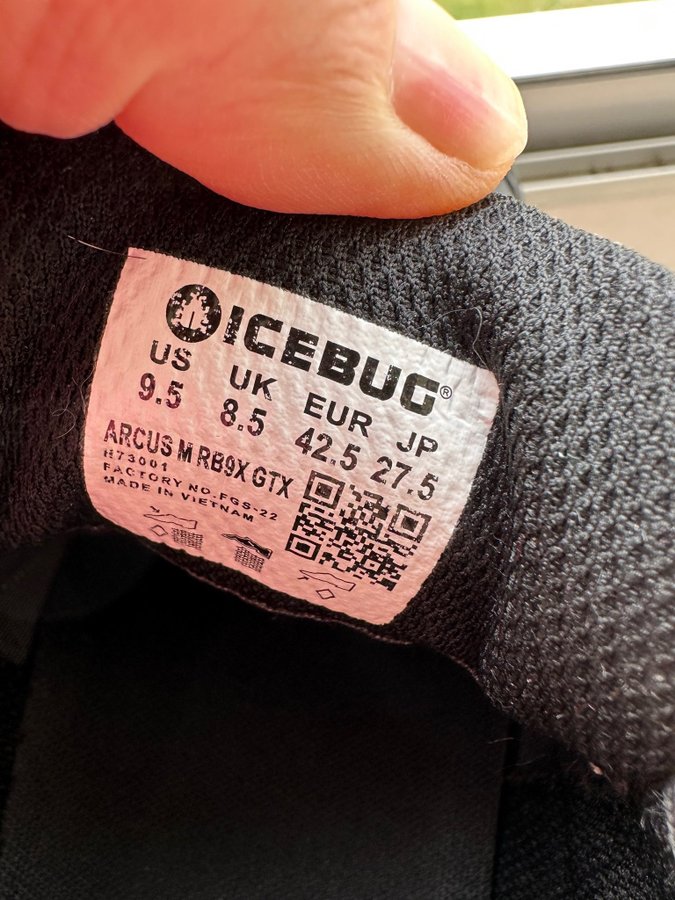 ICEBUG®
US UK EUR JP
9.5 8.5 42.5 27.5
ARCUS M RB9X GTX
H73001
FACTORY NO.FGS-22
MADE IN VIETNAM